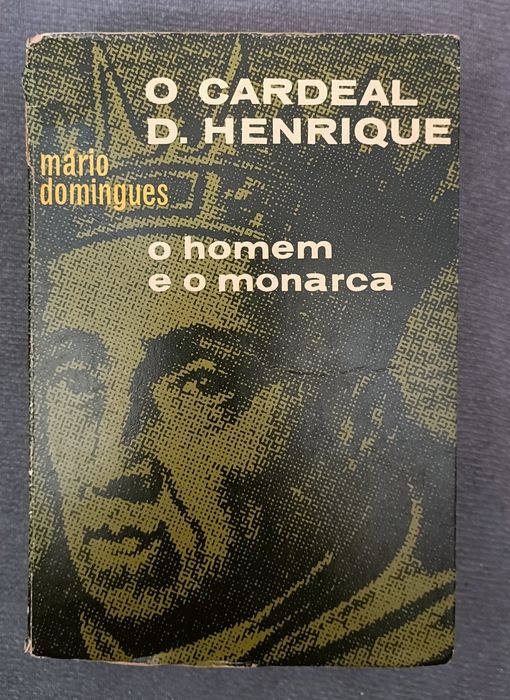 O CARDEAL
D. HENRIQUE
mário
domingues
o homem
e o monarca